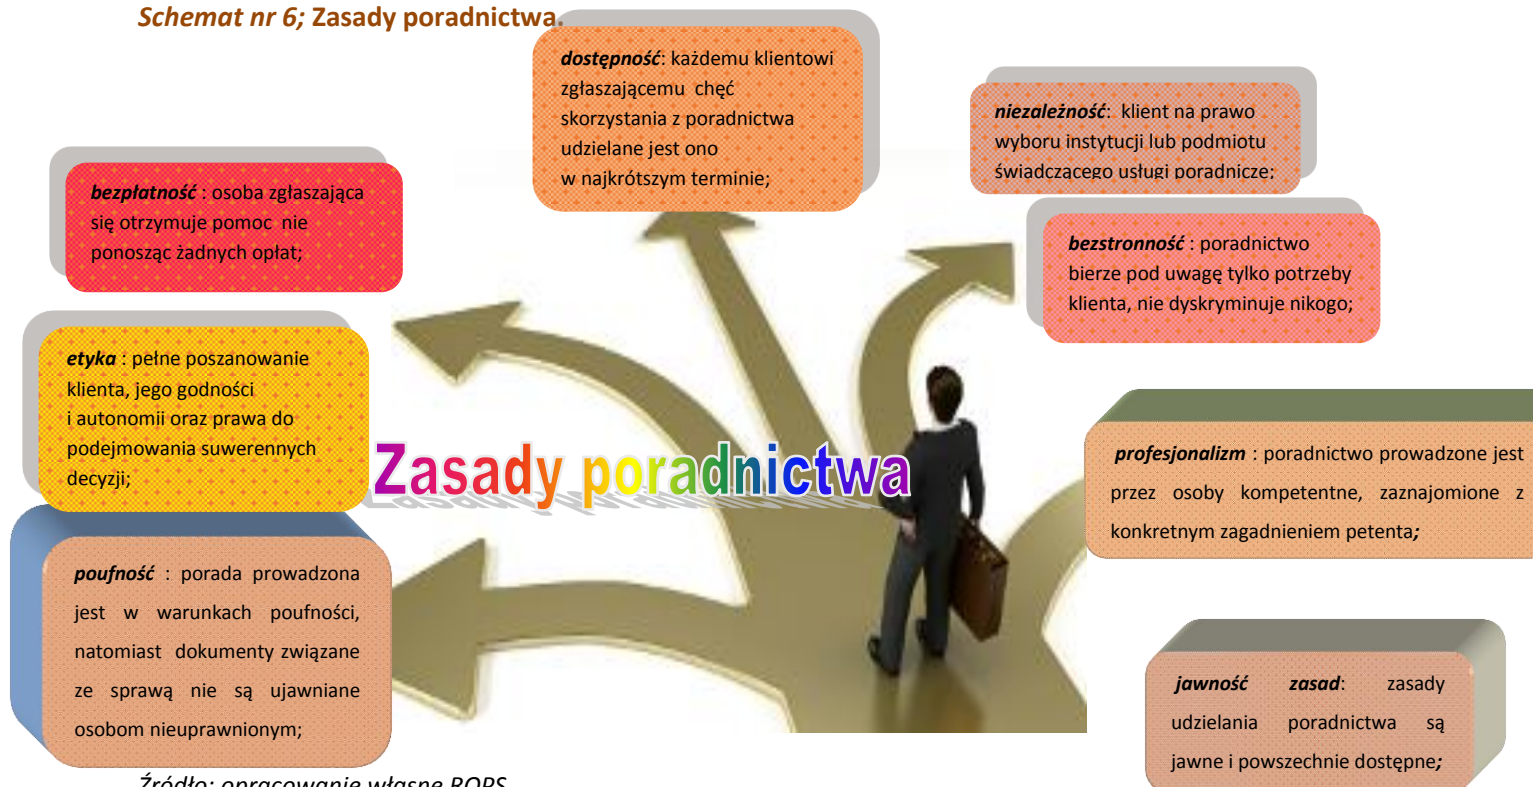 Schemat nr 6; Zasady poradnictwa.
dostępność: każdemu klientowi
zgłaszającemu chęć
skorzystania z poradnictwa
udzielane jest ono
w najkrótszym terminie;
niezależność: klient na prawo
wyboru instytucji lub podmiotu
świadczącego usługi poradnicze;
bezpłatność : osoba zgłaszająca
się otrzymuje pomoc nie
ponosząc żadnych opłat;
bezstronność : poradnictwo
bierze pod uwagę tylko potrzeby
klienta, nie dyskryminuje nikogo;
etyka : pełne poszanowanie
klienta, jego godności
i autonomii oraz prawa do
podejmowania suwerennych
decyzji;
Zasady poradnictwa
profesjonalizm : poradnictwo prowadzone jest
przez osoby kompetentne, zaznajomione z
konkretnym zagadnieniem petenta;
poufność : porada prowadzona
jest w warunkach poufności,
natomiast dokumenty związane
ze sprawą nie są ujawniane
osobom nieuprawnionym;
jawność zasad: zasady
udzielania poradnictwa są
jawne i powszechnie dostępne;
Źródło: opracowanie własne ROPS